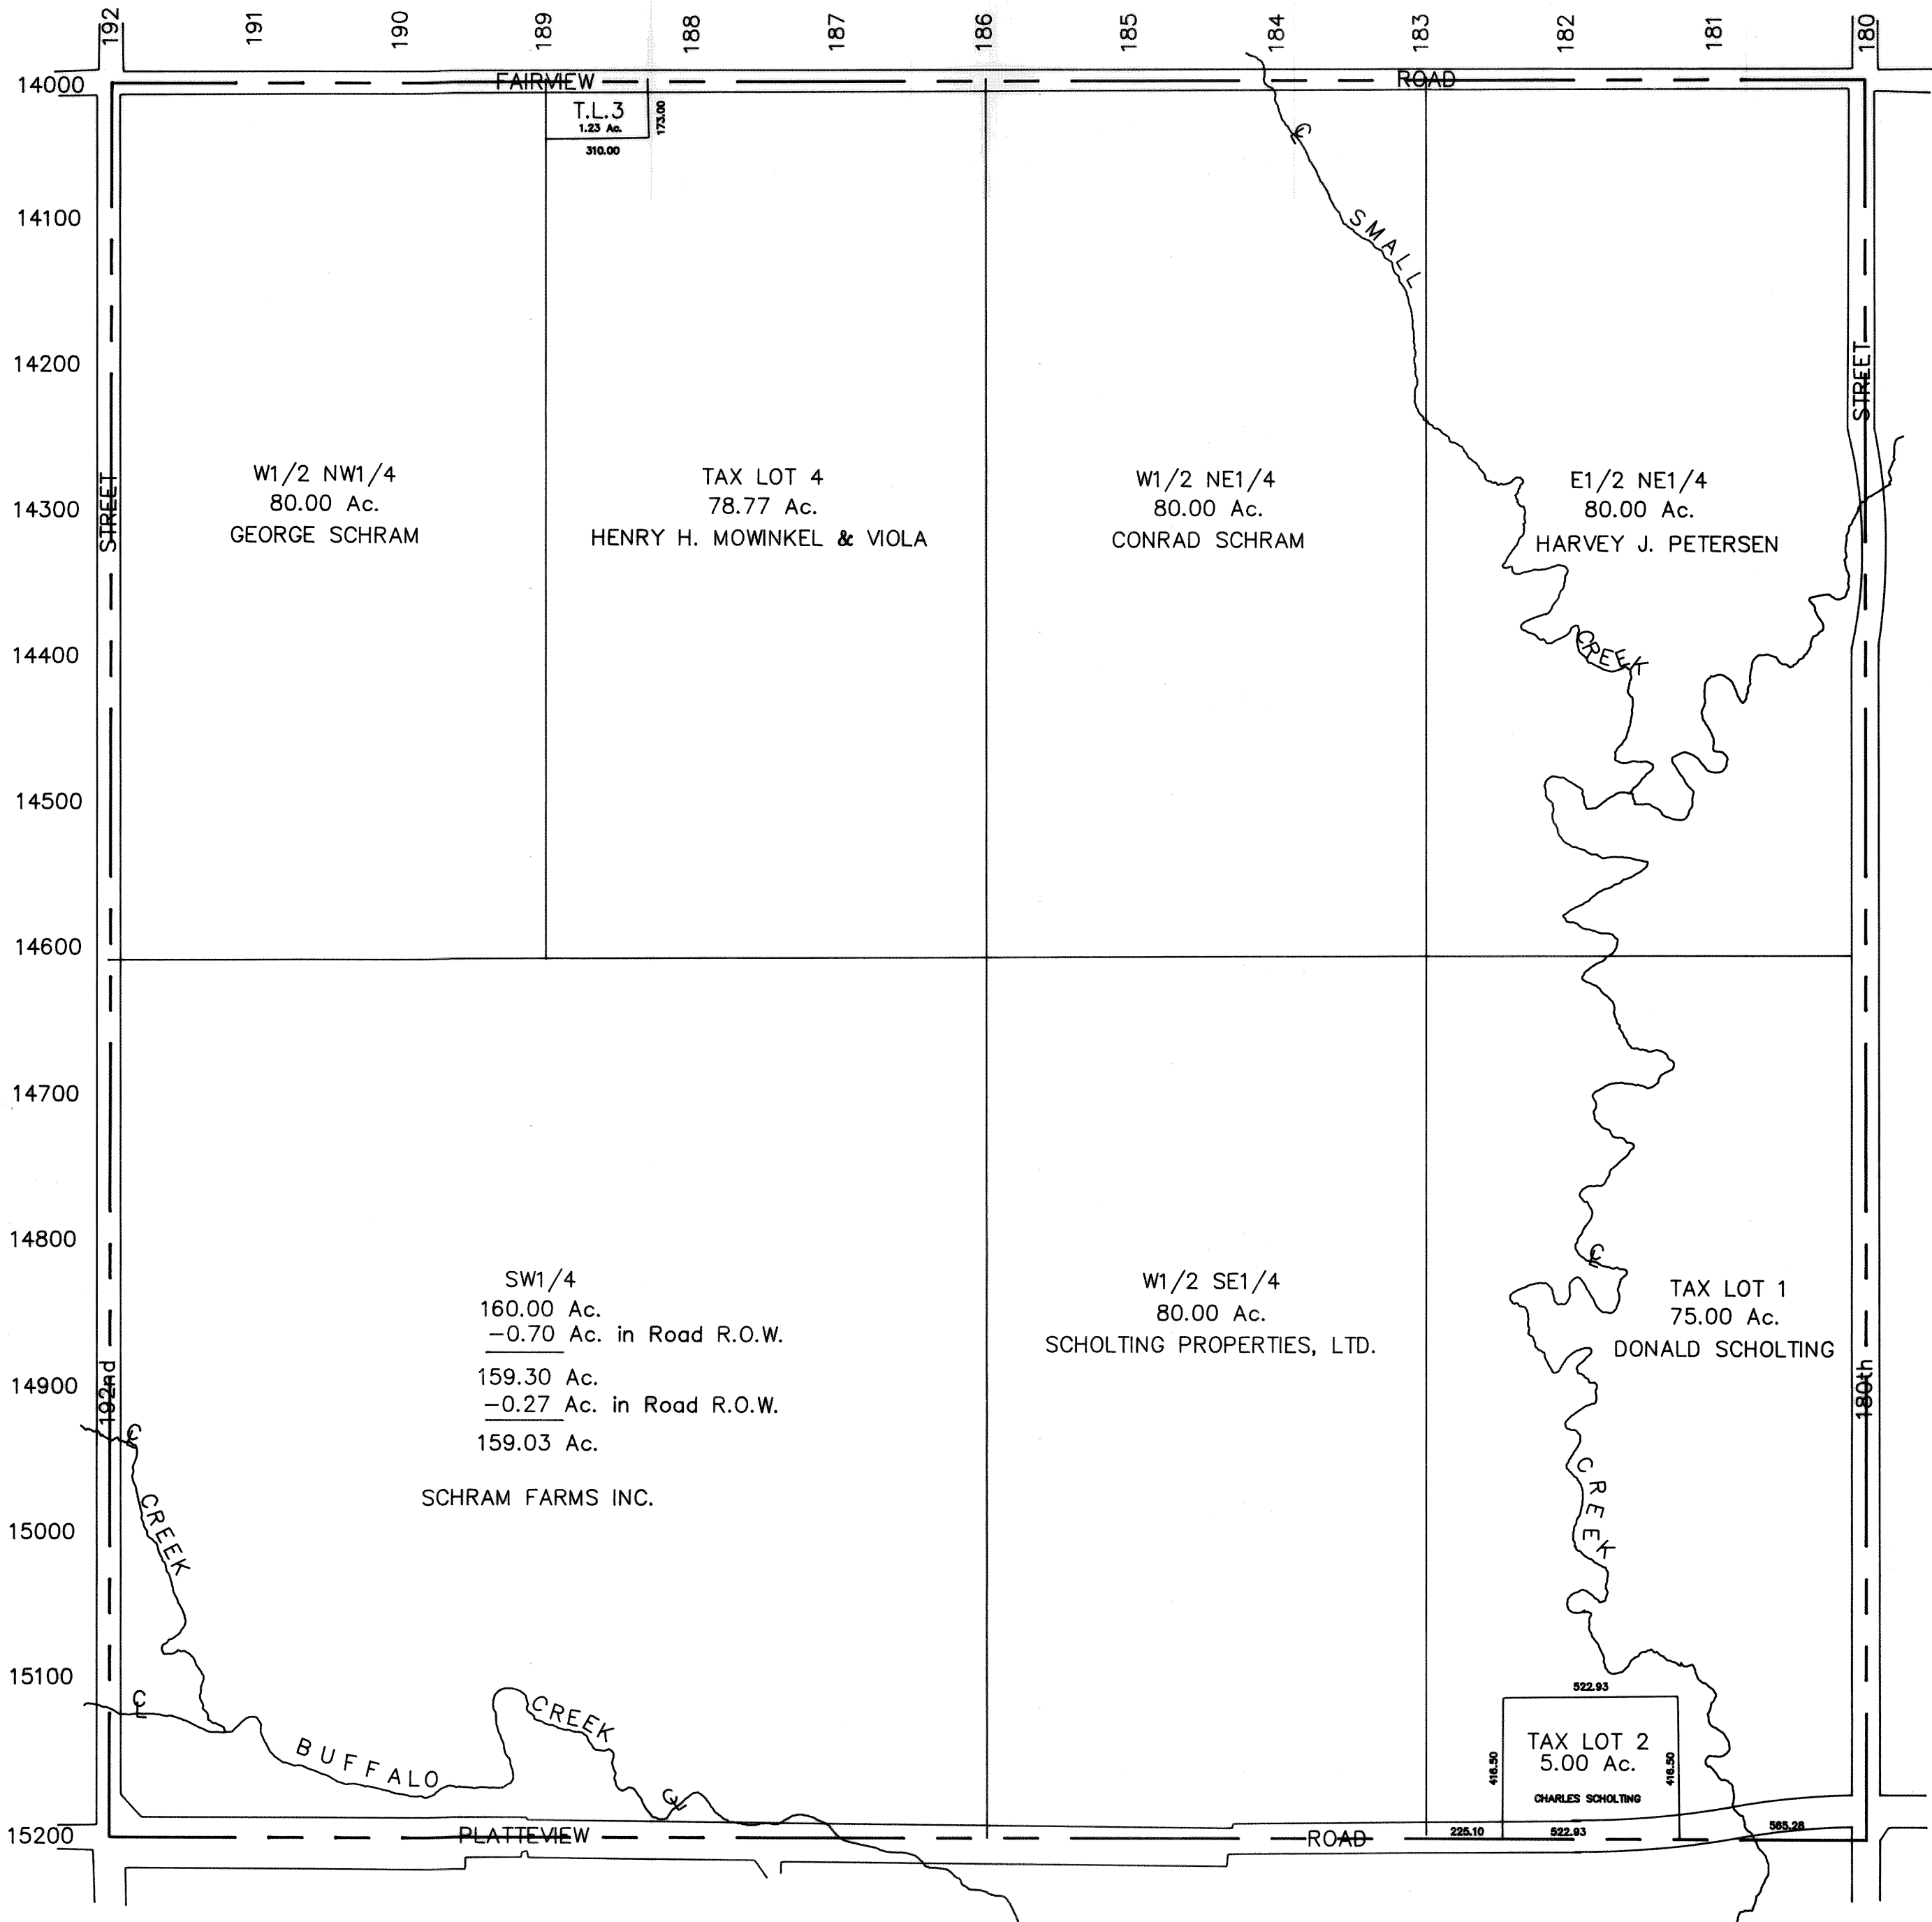 192
191
190
189
188
187
186
185
184
183
182
181
180
14000
14100
14200
14300
14400
14500
14600
14700
14800
14900
15000
15100
15200
FAIRVIEW
ROAD
T.L.3
1.23 Ac.
173.00
310.00
℄
SMALL
STREET
STREET
W1/2 NW1/4
80.00 Ac.
GEORGE SCHRAM
TAX LOT 4
78.77 Ac.
HENRY H. MOWINKEL & VIOLA
W1/2 NE1/4
80.00 Ac.
CONRAD SCHRAM
E1/2 NE1/4
80.00 Ac.
HARVEY J. PETERSEN
CREEK
SW1/4
160.00 Ac.
−0.70 Ac. in Road R.O.W.
159.30 Ac.
−0.27 Ac. in Road R.O.W.
159.03 Ac.
SCHRAM FARMS INC.
W1/2 SE1/4
80.00 Ac.
SCHOLTING PROPERTIES, LTD.
℄
TAX LOT 1
75.00 Ac.
DONALD SCHOLTING
192nd
180th
℄
CREEK
CREEK
℄
BUFFALO
CREEK
℄
522.93
TAX LOT 2
5.00 Ac.
416.50
416.50
CHARLES SCHOLTING
PLATTEVIEW
ROAD
225.10
522.93
565.28